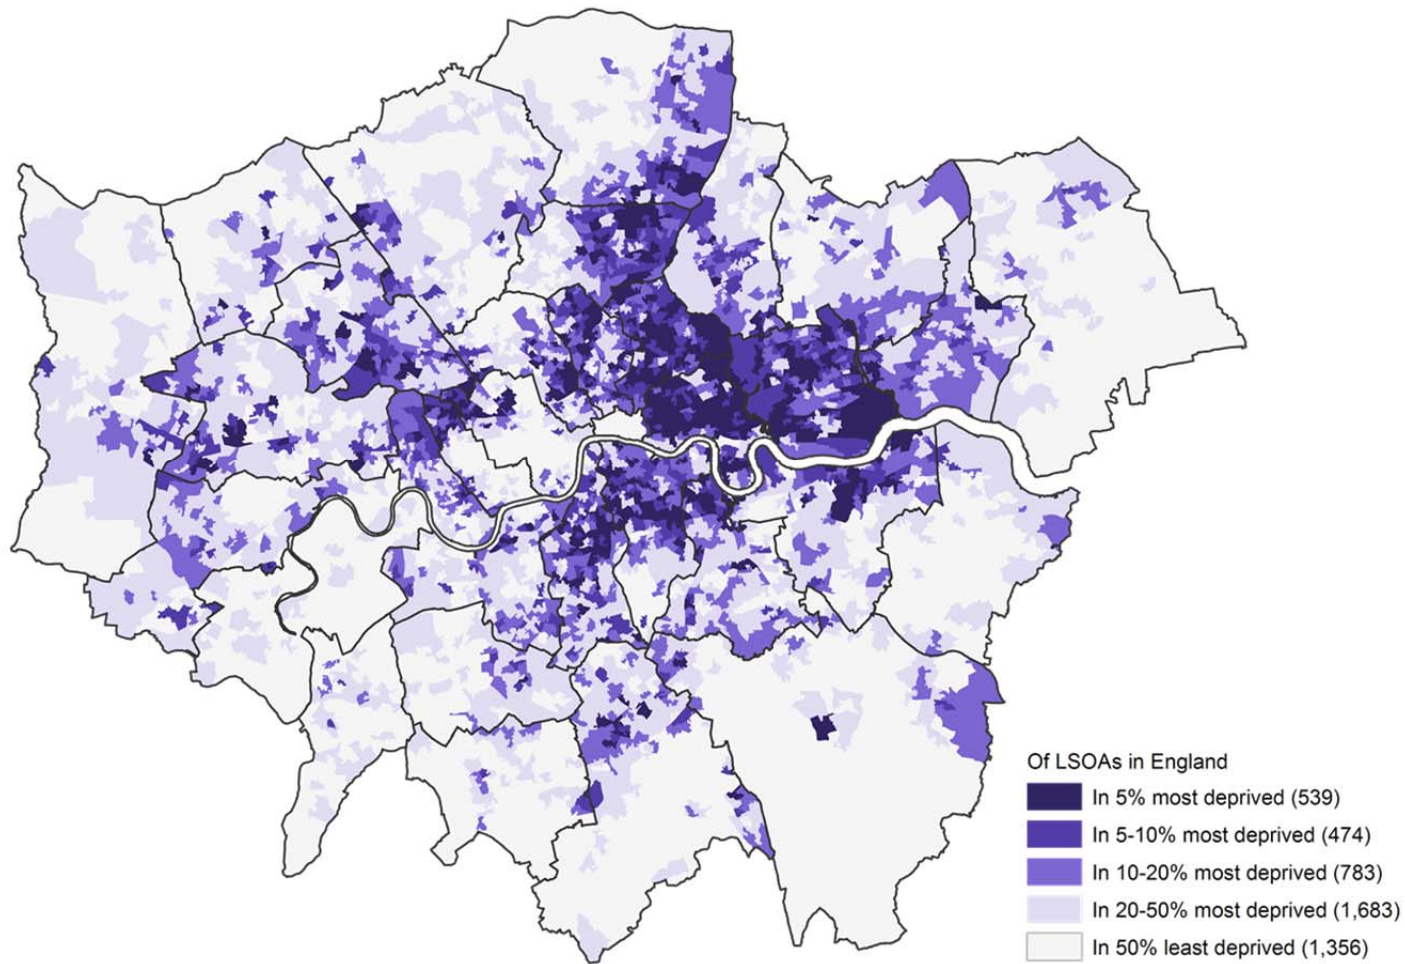 Of LSOAs in England
In 5% most deprived (539)
In 5-10% most deprived (474)
In 10-20% most deprived (783)
In 20-50% most deprived (1,683)
In 50% least deprived (1,356)